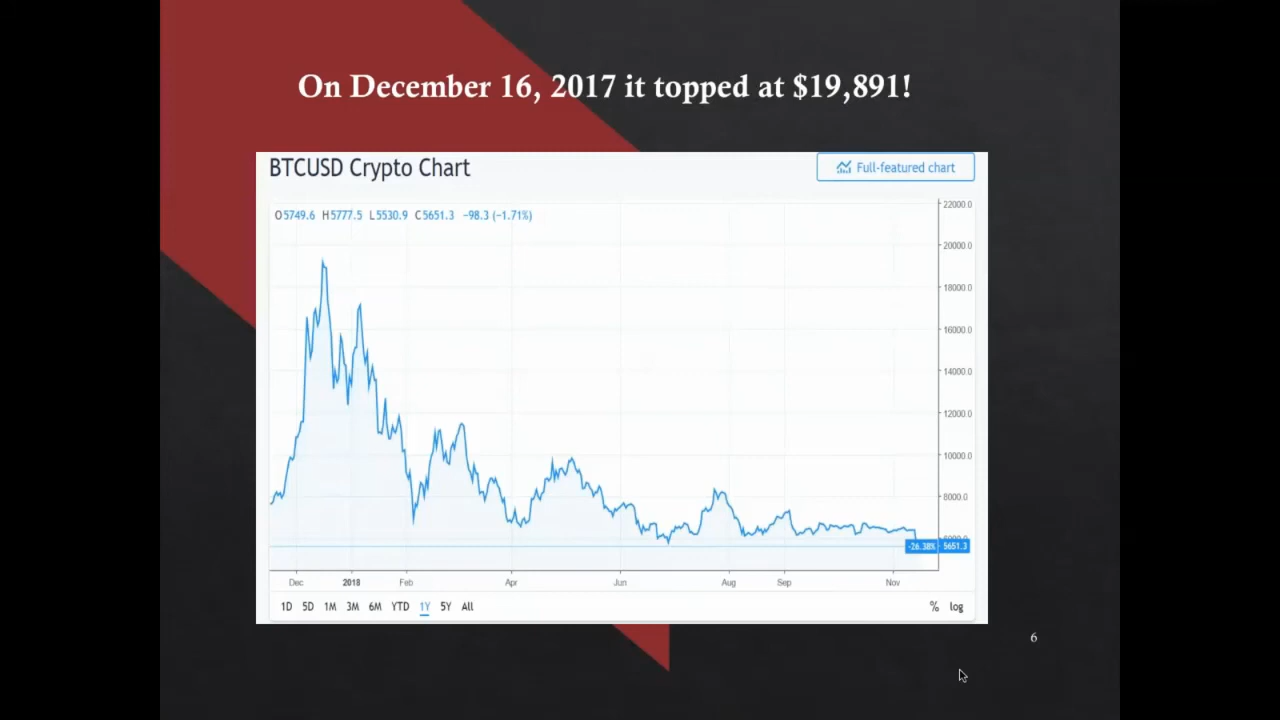 On December 16, 2017 it topped at $19,891!
BTCUSD Crypto Chart
Full-featured chart
O5749.6 H5777.5 L5530.9 C5651.3 −98.3 (−1.71%)
22000.0
20000.0
18000.0
16000.0
14000.0
12000.0
10000.0
8000.0
6000.0
-26.38% 5651.3
Dec 2018 Feb Apr Jun Aug Sep Nov
1D 5D 1M 3M 6M YTD 1Y 5Y All % log
6